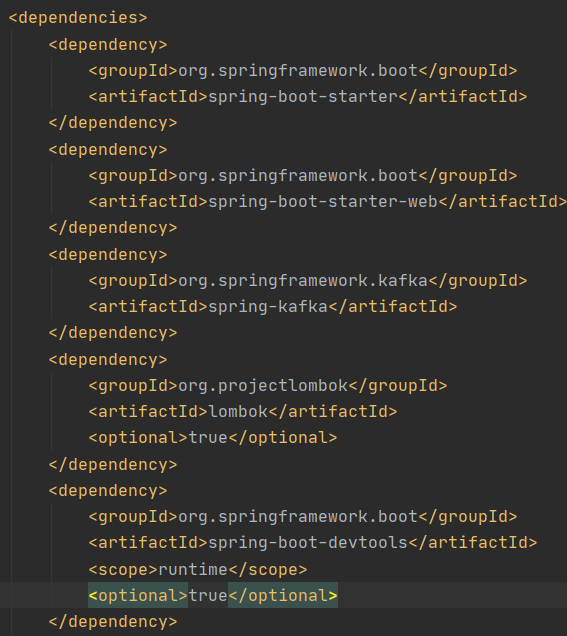 <dependencies>
    <dependency>
        <groupId>org.springframework.boot</groupId>
        <artifactId>spring-boot-starter</artifactId>
    </dependency>
    <dependency>
        <groupId>org.springframework.boot</groupId>
        <artifactId>spring-boot-starter-web</artifactId>
    </dependency>
    <dependency>
        <groupId>org.springframework.kafka</groupId>
        <artifactId>spring-kafka</artifactId>
    </dependency>
    <dependency>
        <groupId>org.projectlombok</groupId>
        <artifactId>lombok</artifactId>
        <optional>true</optional>
    </dependency>
    <dependency>
        <groupId>org.springframework.boot</groupId>
        <artifactId>spring-boot-devtools</artifactId>
        <scope>runtime</scope>
        <optional>true</optional>
    </dependency>